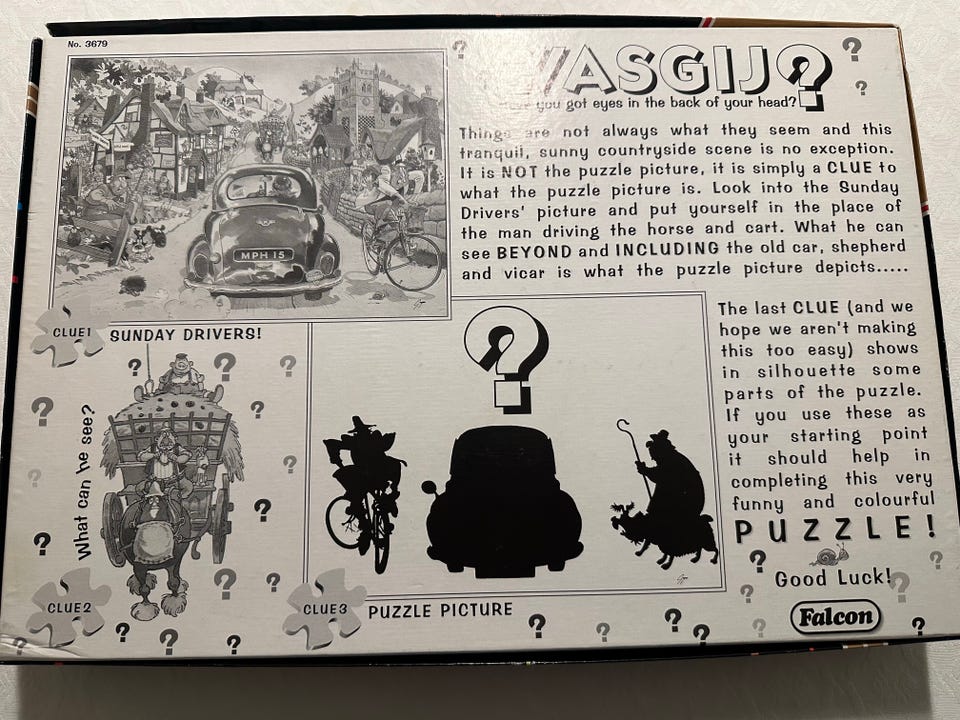 No. 3679
WASGIJ?
you got eyes in the back of your head?
Things are not always what they seem and this
tranquil, sunny countryside scene is no exception.
It is NOT the puzzle picture, it is simply a CLUE to
what the puzzle picture is. Look into the Sunday
Drivers' picture and put yourself in the place of
the man driving the horse and cart. What he can
see BEYOND and INCLUDING the old car, shepherd
and vicar is what the puzzle picture depicts.....
MPH 15
CLUE1 SUNDAY DRIVERS!
The last CLUE (and we
hope we aren't making
this too easy) shows
in silhouette some
parts of the puzzle.
If you use these as
your starting point
it should help in
completing this very
funny and colourful
PUZZLE!
Good Luck!
Falcon
What can he see?
CLUE2
CLUE3 PUZZLE PICTURE